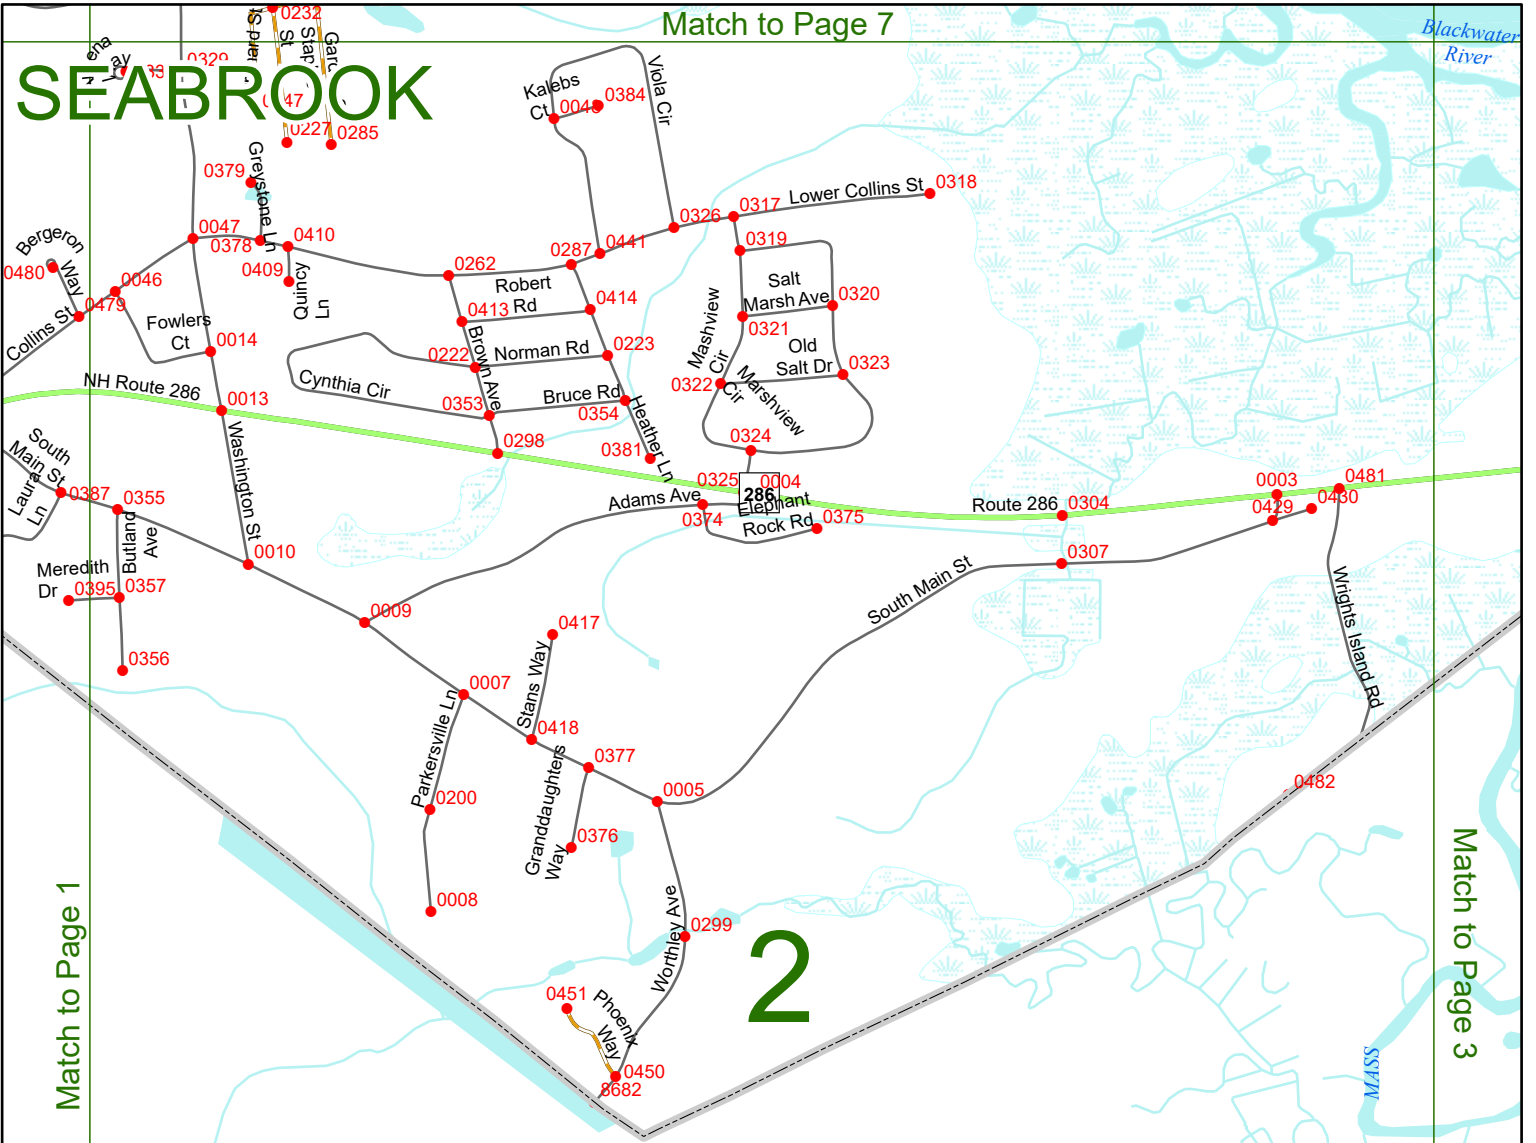 Match to Page 7
Blackwater
River
SEABROOK
0232
St
0329
0227
0285
Kalebs
Ct
0384
Viola Cir
0379
Greystone Ln
0378
0410
0409
Quincy
Ln
0047
Bergeron
Way
0480
0046
0479
Collins St
Fowlers
Ct
0014
0262
0287
0441
0326
0317
Lower Collins St
0318
0319
Robert
Rd
0413
0414
Salt
Marsh Ave
0320
0321
Brown Ave
0222
Norman Rd
0223
Mashview
Cir
Old
Salt Dr
0323
0322
Marshview
Cir
Cynthia Cir
0353
Bruce Rd
0354
Heather Ln
0381
0324
NH Route 286
0013
0298
Washington St
South
Main St
0387
Laura
Ln
0355
Butland
Ave
Meredith
Dr
0395
0357
0356
0010
0009
Adams Ave
0325
0004
286
Elephant
Rock Rd
0374
0375
Route 286
0304
0003
0481
0430
0429
0307
South Main St
Wrights Island Rd
0482
0417
Stans Way
0007
0418
Parkersville Ln
0200
0008
0377
Granddaughters
Way
0376
0005
Worthley Ave
0299
0451
Phoenix
Way
0450
8682
2
Match to Page 1
Match to Page 3
MASS